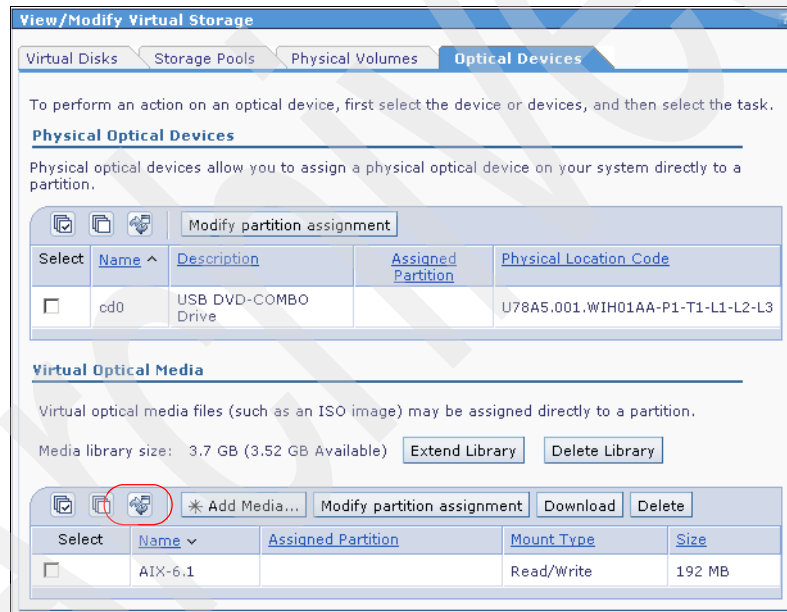 View/Modify Virtual Storage
Virtual Disks Storage Pools Physical Volumes Optical Devices
To perform an action on an optical device, first select the device or devices, and then select the task.
Physical Optical Devices
Physical optical devices allow you to assign a physical optical device on your system directly to a
partition.
Modify partition assignment
Select Name ^ Description Assigned Partition Physical Location Code
cd0 USB DVD-COMBO Drive U78A5.001.WIH01AA-P1-T1-L1-L2-L3
Virtual Optical Media
Virtual optical media files (such as an ISO image) may be assigned directly to a partition.
Media library size: 3.7 GB (3.52 GB Available) Extend Library Delete Library
Add Media... Modify partition assignment Download Delete
Select Name Assigned Partition Mount Type Size
AIX-6.1 Read/Write 192 MB